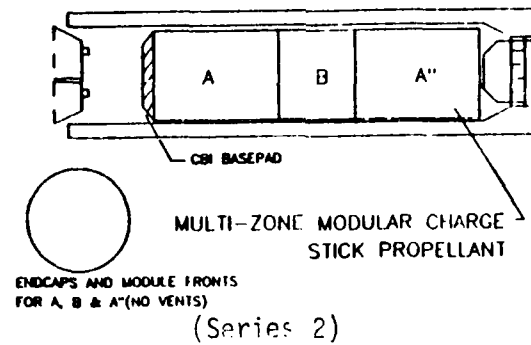 A
B
A"
CBI BASEPAD
MULTI-ZONE MODULAR CHARGE
STICK PROPELLANT
ENDCAPS AND MODULE FRONTS
FOR A, B & A"(NO VENTS)
(Series 2)